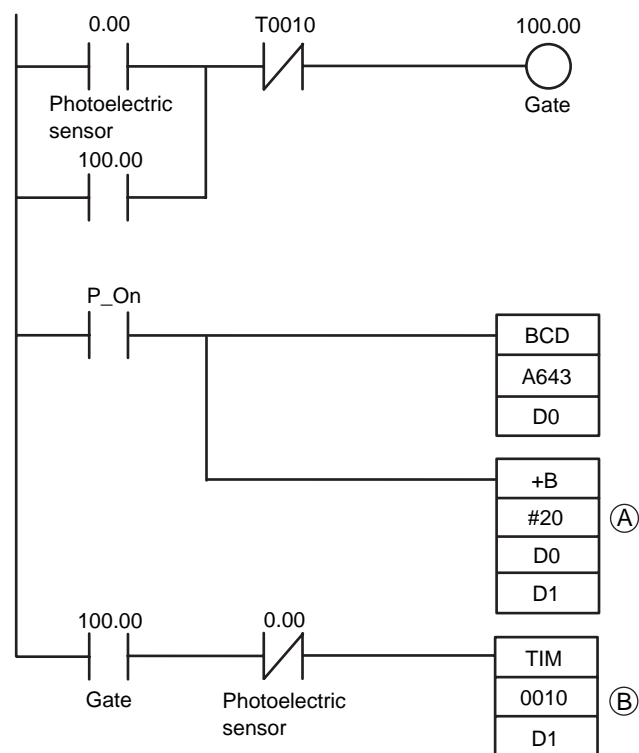 0.00
T0010
100.00
Photoelectric
sensor
Gate
100.00
P_On
BCD
A643
D0
+B
#20
D0
D1
A
100.00
0.00
Gate
Photoelectric
sensor
TIM
0010
D1
B